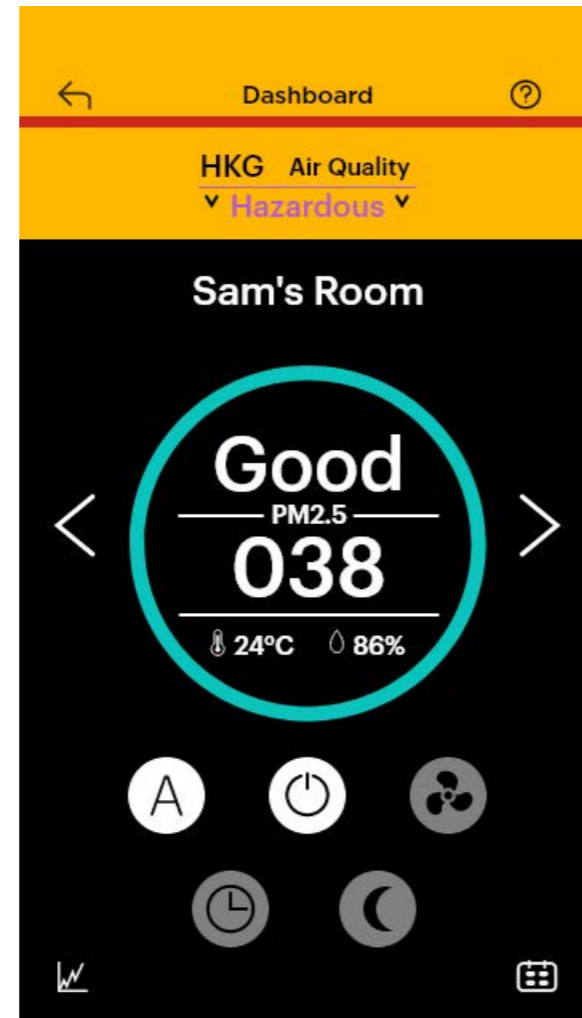 Dashboard
HKG Air Quality
Hazardous
Sam's Room
Good
PM2.5
038
24°C 86%
A